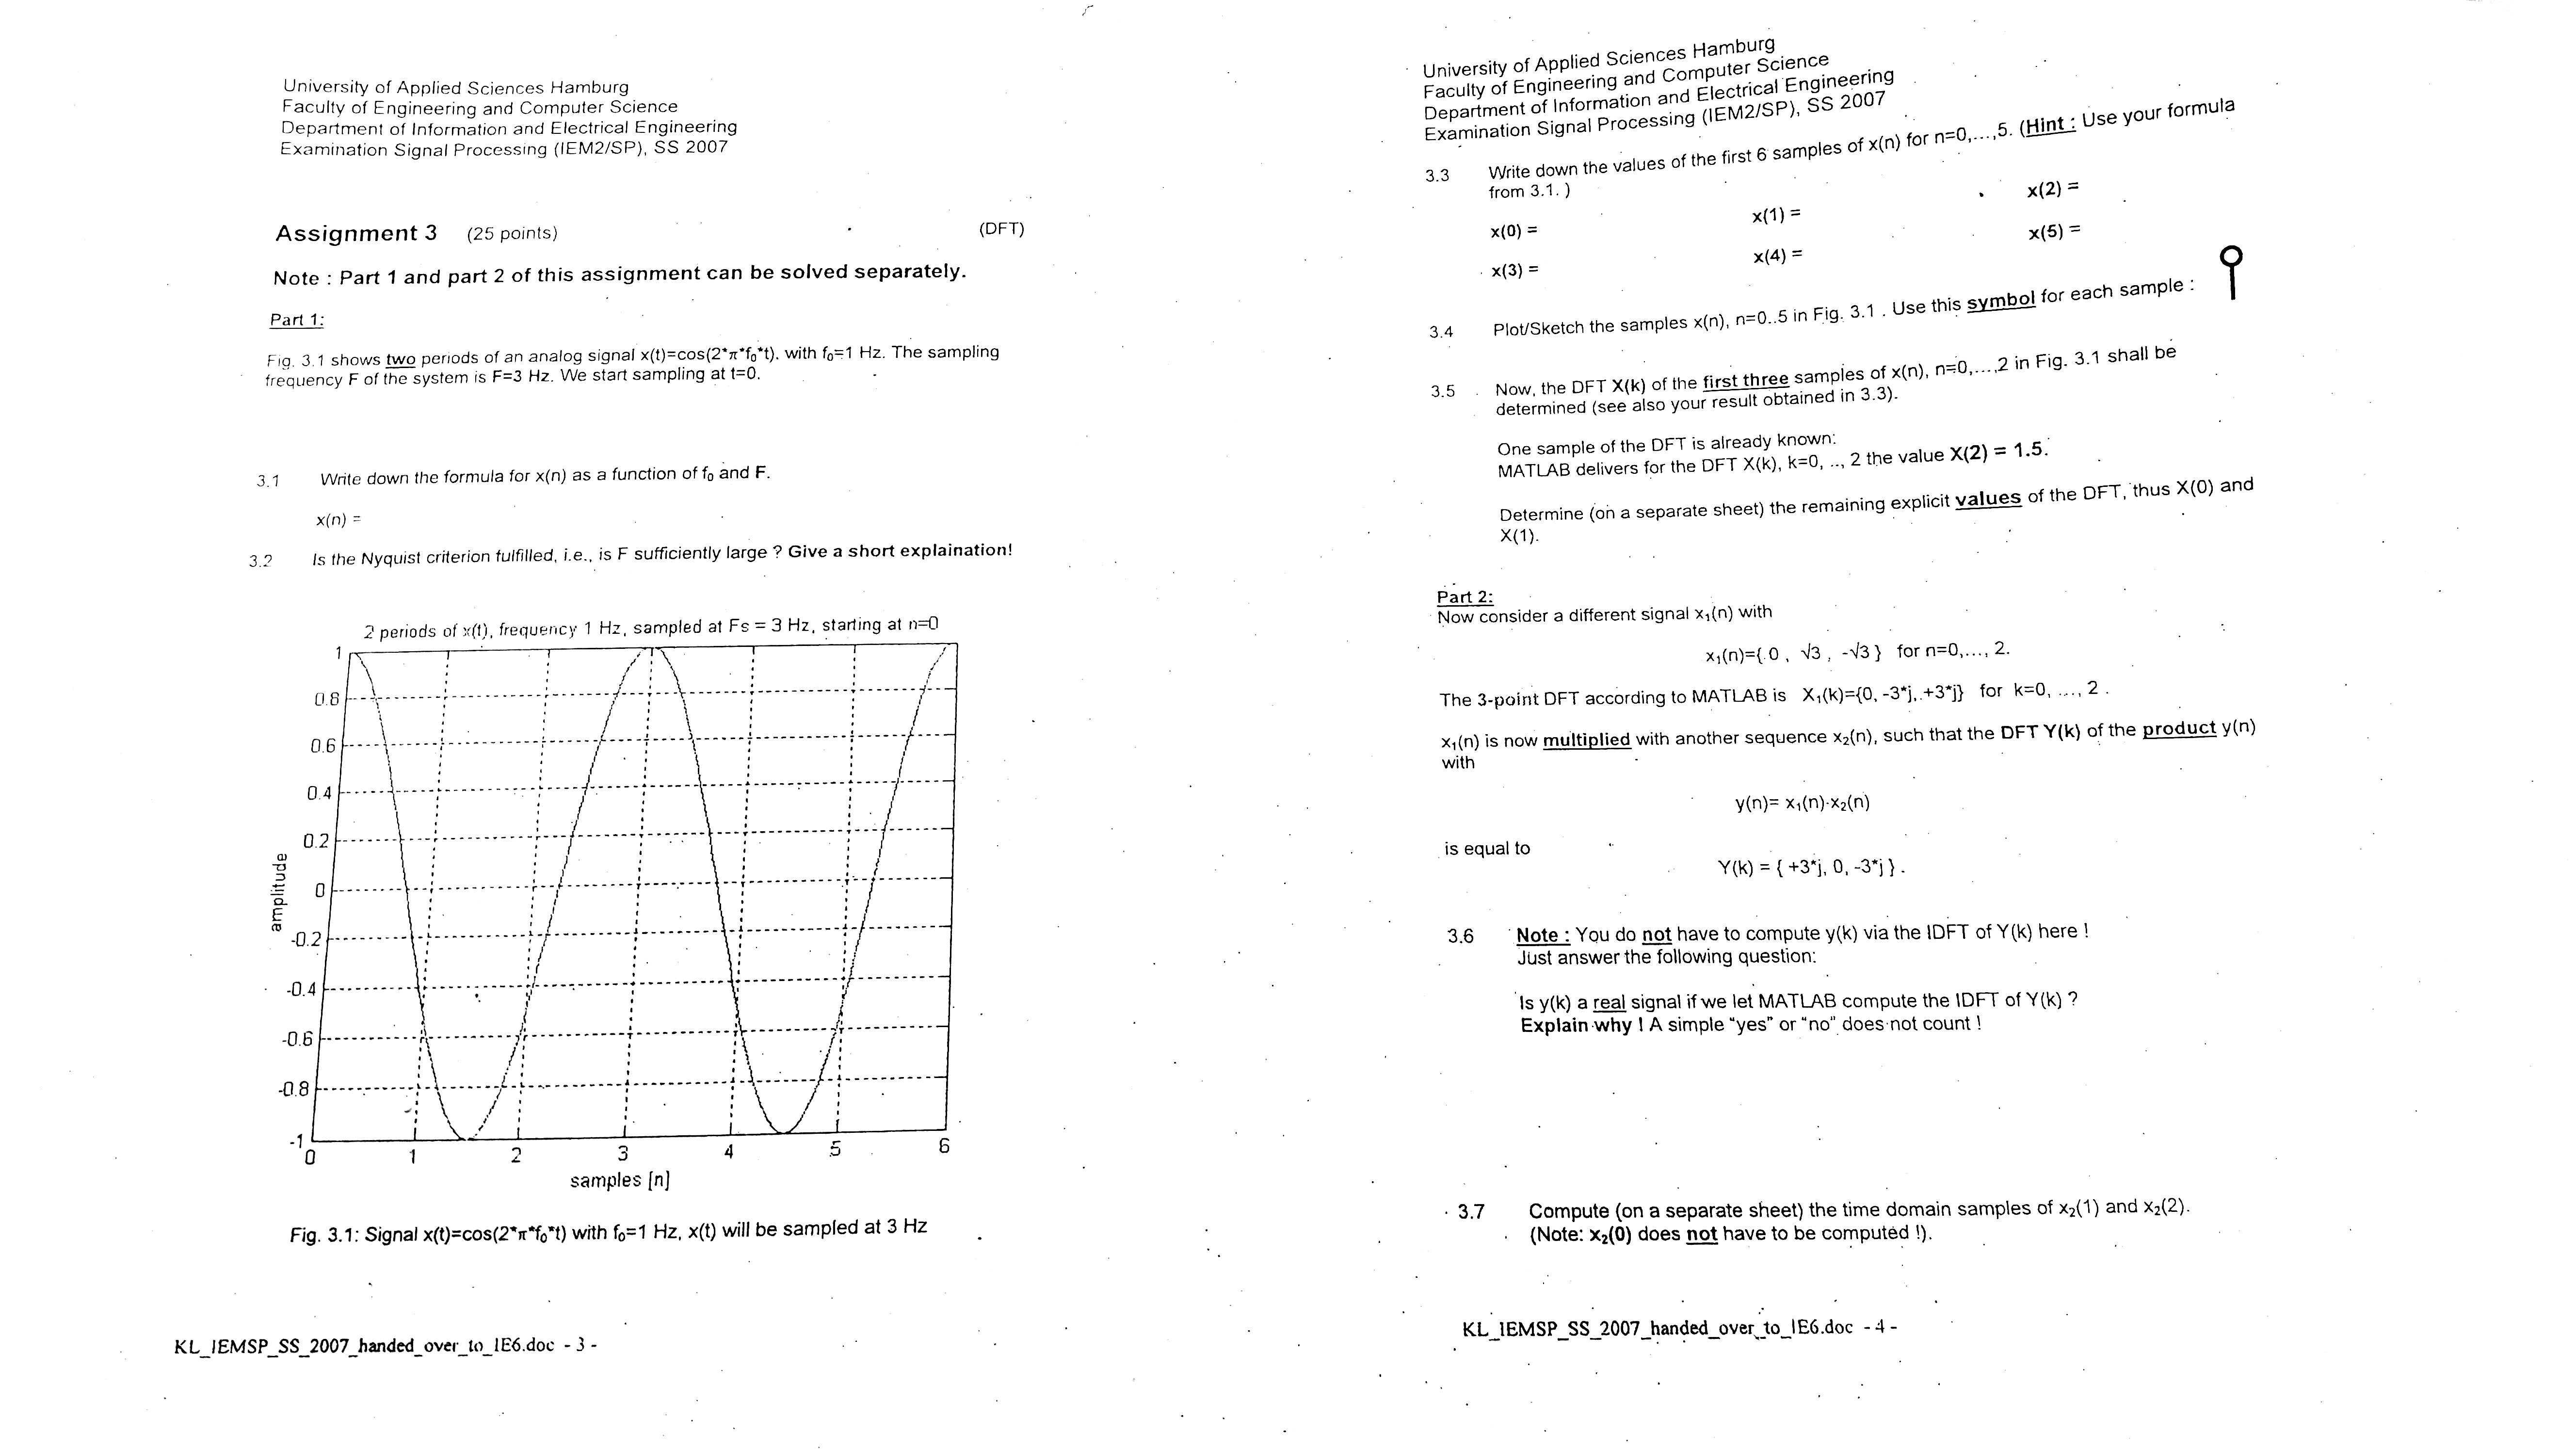 University of Applied Sciences Hamburg
Faculty of Engineering and Computer Science
Department of Information and Electrical Engineering
Examination Signal Processing (IEM2/SP), SS 2007
Assignment 3 (25 points) (DFT)
Note : Part 1 and part 2 of this assignment can be solved separately.
Part 1:
Fig. 3.1 shows two periods of an analog signal x(t)=cos(2*π*f₀*t), with f₀=1 Hz. The sampling
frequency F of the system is F=3 Hz. We start sampling at t=0.
3.1 Write down the formula for x(n) as a function of f₀ and F.
x(n) =
3.2 Is the Nyquist criterion fulfilled, i.e., is F sufficiently large ? Give a short explaination!
2 periods of x(t), frequency 1 Hz, sampled at Fs = 3 Hz, starting at n=0
1
0.8
0.6
0.4
0.2
0
-0.2
-0.4
-0.6
-0.8
-1
amplitude
0 1 2 3 4 5 6
samples [n]
Fig. 3.1: Signal x(t)=cos(2*π*f₀*t) with f₀=1 Hz, x(t) will be sampled at 3 Hz
KL_IEMSP_SS_2007_handed_over_to_IE6.doc - 3 -
University of Applied Sciences Hamburg
Faculty of Engineering and Computer Science
Department of Information and Electrical Engineering
Examination Signal Processing (IEM2/SP), SS 2007
3.3 Write down the values of the first 6 samples of x(n) for n=0,...,5. (Hint : Use your formula
from 3.1. )
x(0) = x(1) = x(2) =
x(3) = x(4) = x(5) =
3.4 Plot/Sketch the samples x(n), n=0..5 in Fig. 3.1 . Use this symbol for each sample :
3.5 Now, the DFT X(k) of the first three samples of x(n), n=0,...,2 in Fig. 3.1 shall be
determined (see also your result obtained in 3.3).
One sample of the DFT is already known:
MATLAB delivers for the DFT X(k), k=0, .., 2 the value X(2) = 1.5.
Determine (on a separate sheet) the remaining explicit values of the DFT, thus X(0) and
X(1).
Part 2:
Now consider a different signal x₁(n) with
x₁(n)={ 0 , √3 , -√3 } for n=0,..., 2.
The 3-point DFT according to MATLAB is X₁(k)={0, -3*j, +3*j} for k=0, ..., 2 .
x₁(n) is now multiplied with another sequence x₂(n), such that the DFT Y(k) of the product y(n)
with
y(n)= x₁(n)·x₂(n)
is equal to
Y(k) = { +3*j, 0, -3*j } .
3.6 Note : You do not have to compute y(k) via the IDFT of Y(k) here !
Just answer the following question:
Is y(k) a real signal if we let MATLAB compute the IDFT of Y(k) ?
Explain why ! A simple “yes” or “no” does not count !
3.7 Compute (on a separate sheet) the time domain samples of x₂(1) and x₂(2).
(Note: x₂(0) does not have to be computed !).
KL_IEMSP_SS_2007_handed_over_to_IE6.doc - 4 -